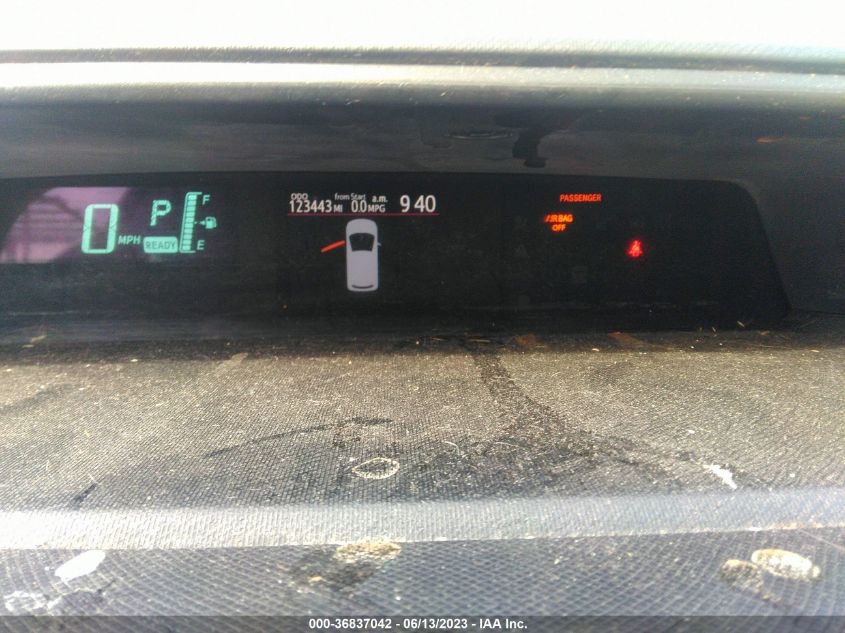 0 MPH
P
READY
F
E
ODO from Start a.m.
123443 MI 0.0 MPG 9 40
PASSENGER
AIRBAG
OFF
000-36837042 - 06/13/2023 - IAA Inc.